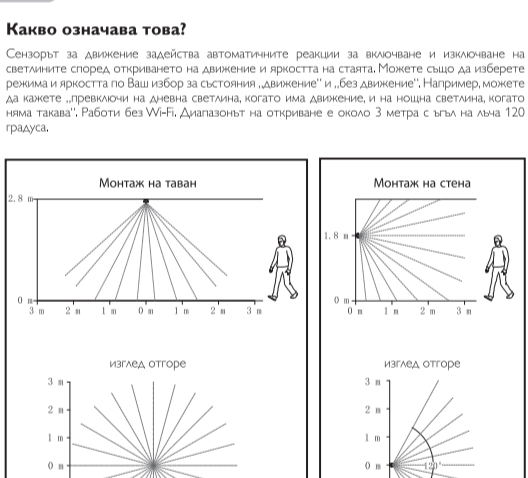 Какво означава това?
Сензорът за движение задейства автоматичните реакции за включване и изключване на
светлините според откриването на движение и яркостта на стаята. Можете също да изберете
режима и яркостта по Ваш избор за състояния „движение“ и „без движение“. Например, можете
да кажете „превключи на дневна светлина, когато има движение, и на нощна светлина, когато
няма такава“. Работи без Wi-Fi. Диапазонът на откриване е около 3 метра с ъгъл на лъча 120
градуса.
Монтаж на таван
2.8 m
0 m
3 m 2 m 1 m 0 m 1 m 2 m 3 m
изглед отгоре
3 m
2 m
1 m
0 m
Монтаж на стена
1.8 m
0 m
0 m 1 m 2 m 3 m
изглед отгоре
3 m
2 m
1 m
0 m
120°